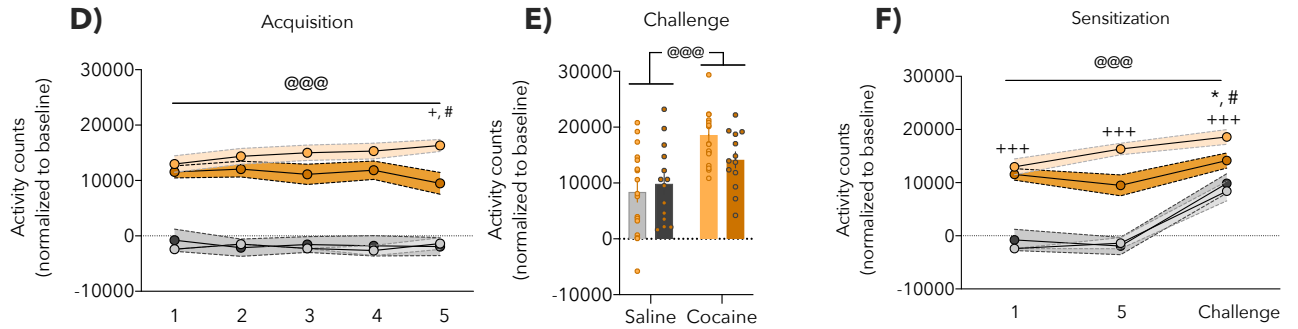 D)
Acquisition
Activity counts
(normalized to baseline)
30000
20000
10000
0
-10000
@@@
+, #
1 2 3 4 5
E)
Challenge
Activity counts
(normalized to baseline)
30000
20000
10000
0
-10000
@@@
Saline Cocaine
F)
Sensitization
Activity counts
(normalized to baseline)
30000
20000
10000
0
-10000
@@@
+++
+++
*, #
+++
1 5 Challenge